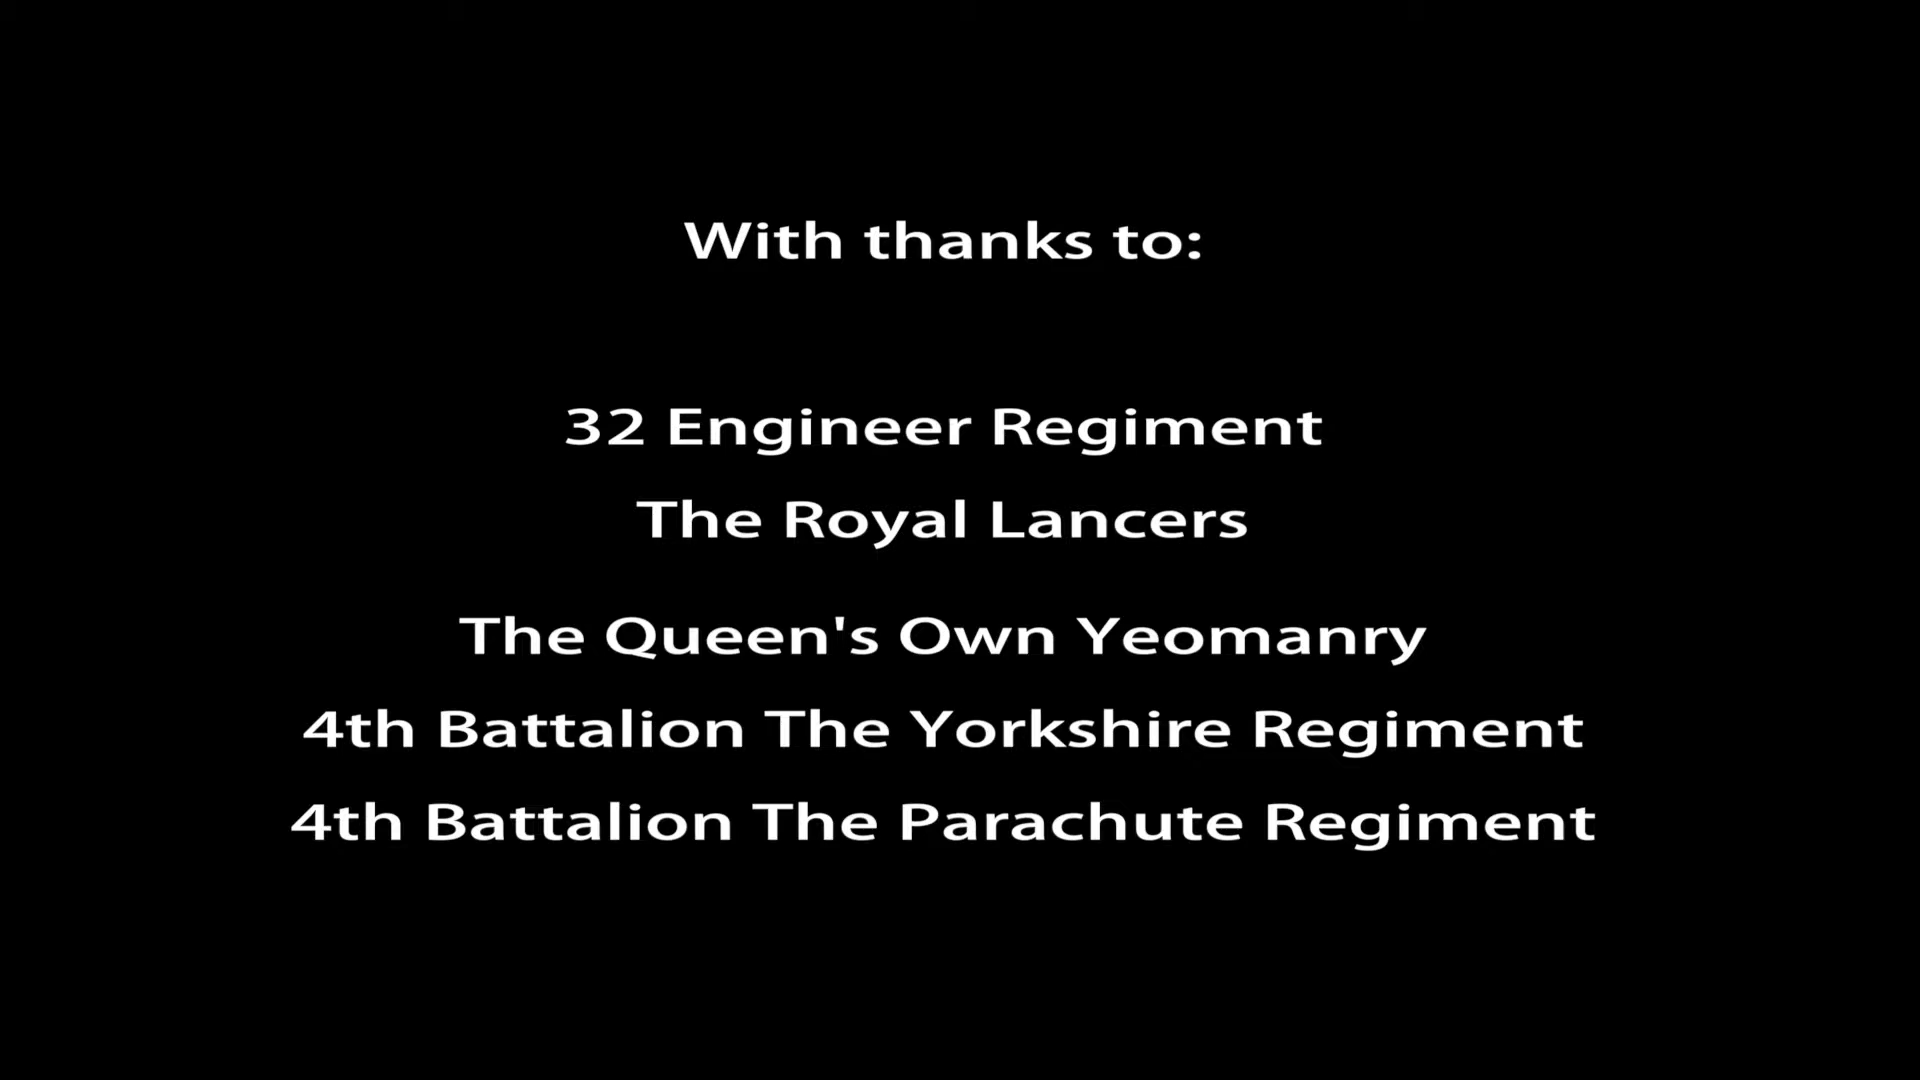 With thanks to:
32 Engineer Regiment
The Royal Lancers
The Queen's Own Yeomanry
4th Battalion The Yorkshire Regiment
4th Battalion The Parachute Regiment